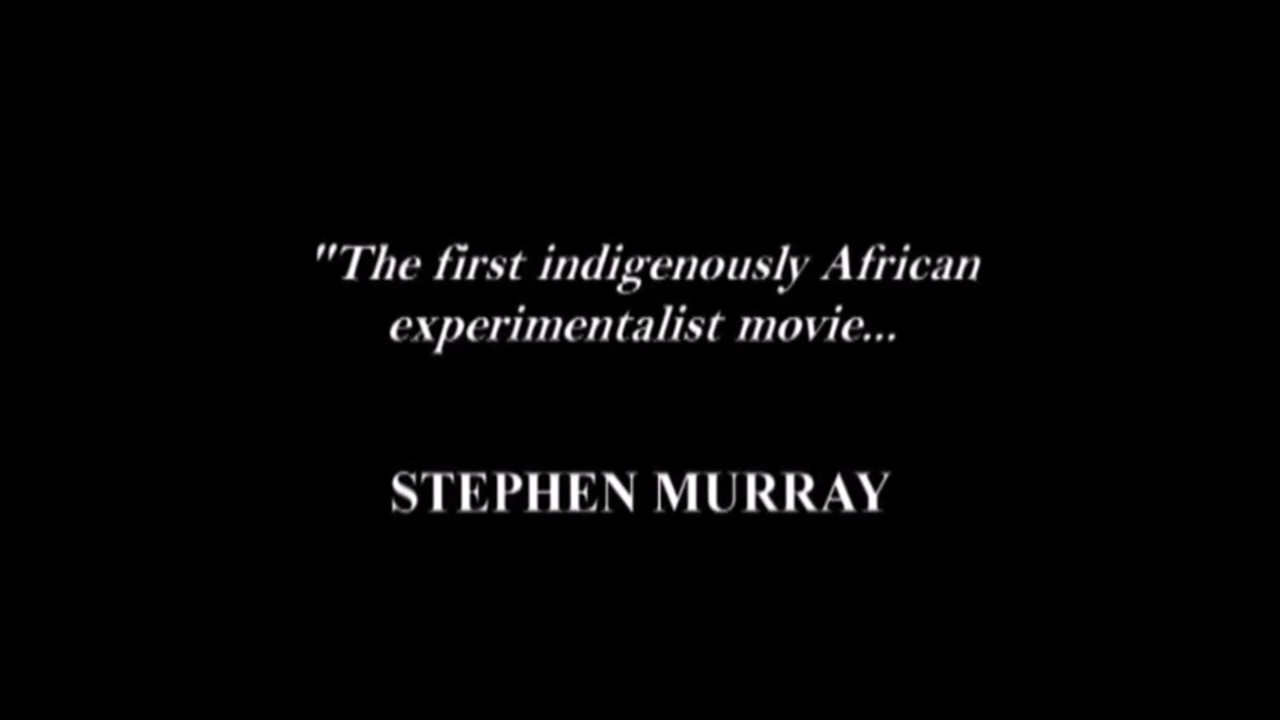 "The first indigenously African
experimentalist movie...
STEPHEN MURRAY